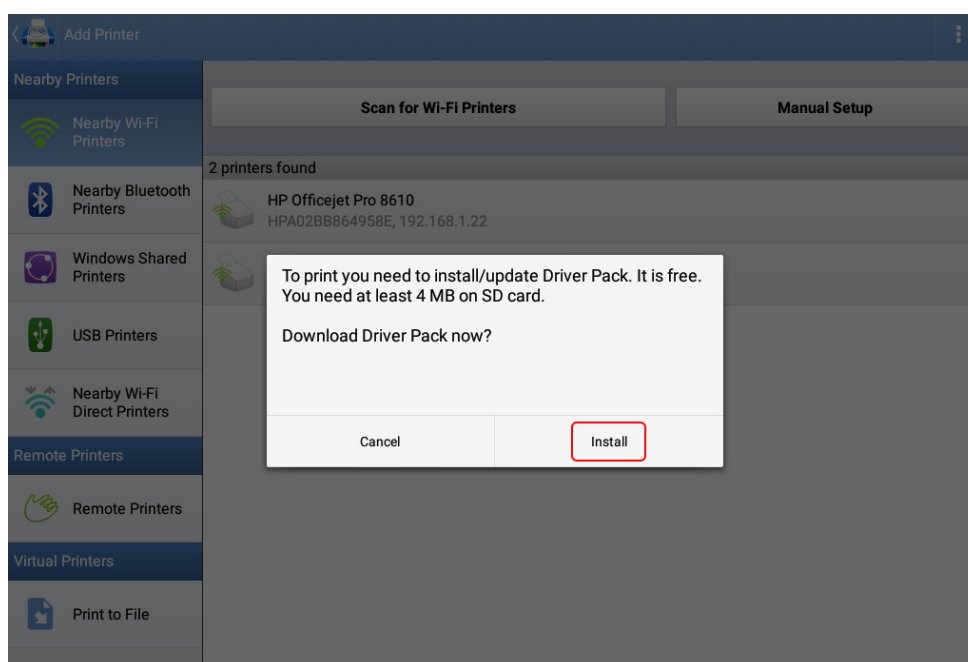 Add Printer
Nearby Printers
Nearby Wi-Fi
Printers
Nearby Bluetooth
Printers
Windows Shared
Printers
USB Printers
Nearby Wi-Fi
Direct Printers
Remote Printers
Remote Printers
Virtual Printers
Print to File
Scan for Wi-Fi Printers
Manual Setup
2 printers found
HP Officejet Pro 8610
HPA02BB864958E, 192.168.1.22
To print you need to install/update Driver Pack. It is free.
You need at least 4 MB on SD card.
Download Driver Pack now?
Cancel
Install